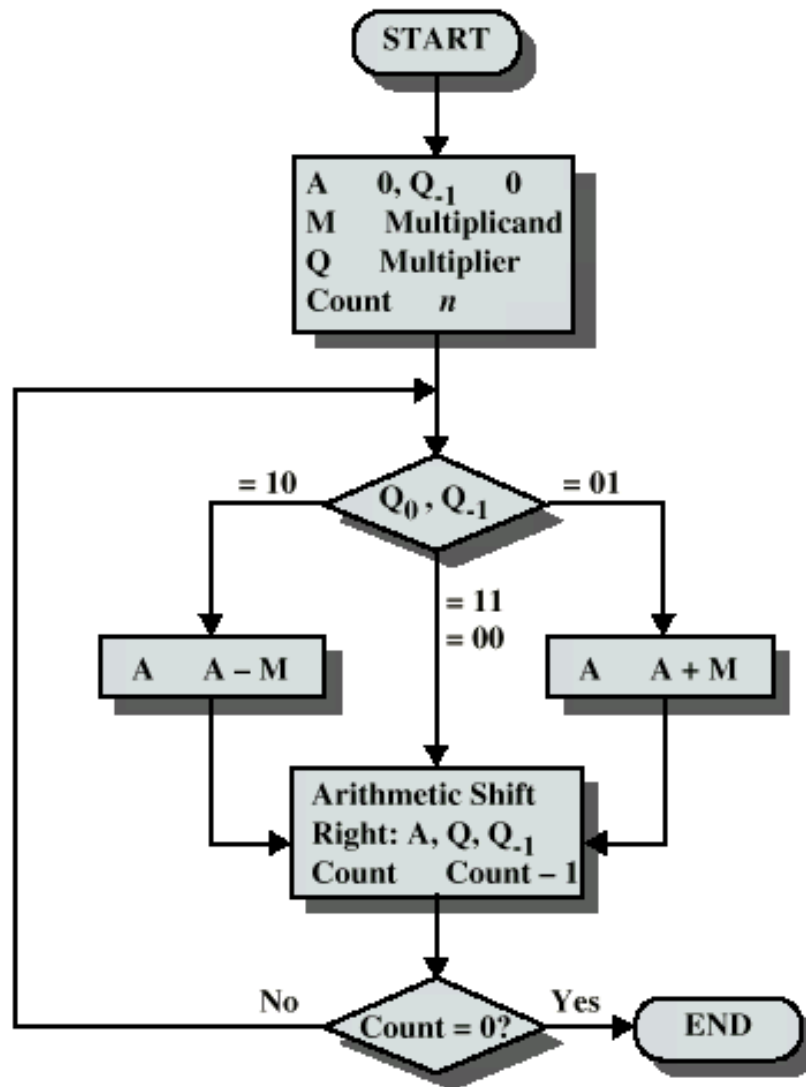 START
A 0, Q-1 0
M Multiplicand
Q Multiplier
Count n
= 10
Q0 , Q-1
= 01
= 11
= 00
A A – M
A A + M
Arithmetic Shift
Right: A, Q, Q-1
Count Count – 1
No
Count = 0?
Yes
END